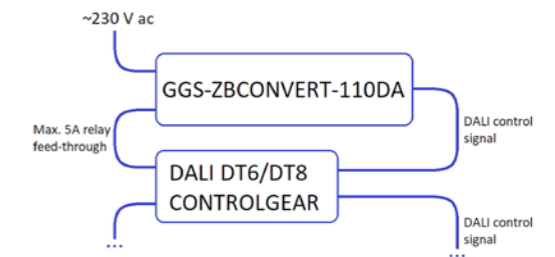 ~230 V ac
GGS-ZBCONVERT-110DA
Max. 5A relay
feed-through
DALI control
signal
DALI DT6/DT8
CONTROLGEAR
DALI control
signal
...
...